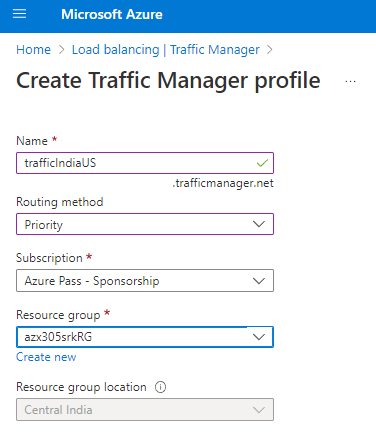 Microsoft Azure
Home > Load balancing | Traffic Manager >
Create Traffic Manager profile ...
Name *
trafficIndiaUS
.trafficmanager.net
Routing method
Priority
Subscription *
Azure Pass - Sponsorship
Resource group *
azx305srkRG
Create new
Resource group location
Central India